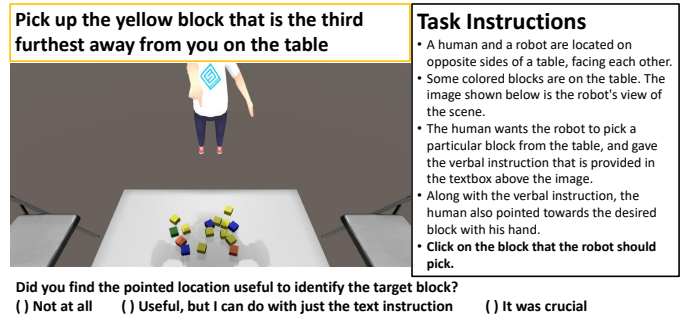 Pick up the yellow block that is the third
furthest away from you on the table
Task Instructions
• A human and a robot are located on
opposite sides of a table, facing each other.
• Some colored blocks are on the table. The
image shown below is the robot's view of
the scene.
• The human wants the robot to pick a
particular block from the table, and gave
the verbal instruction that is provided in
the textbox above the image.
• Along with the verbal instruction, the
human also pointed towards the desired
block with his hand.
• Click on the block that the robot should
pick.
Did you find the pointed location useful to identify the target block?
( ) Not at all ( ) Useful, but I can do with just the text instruction ( ) It was crucial